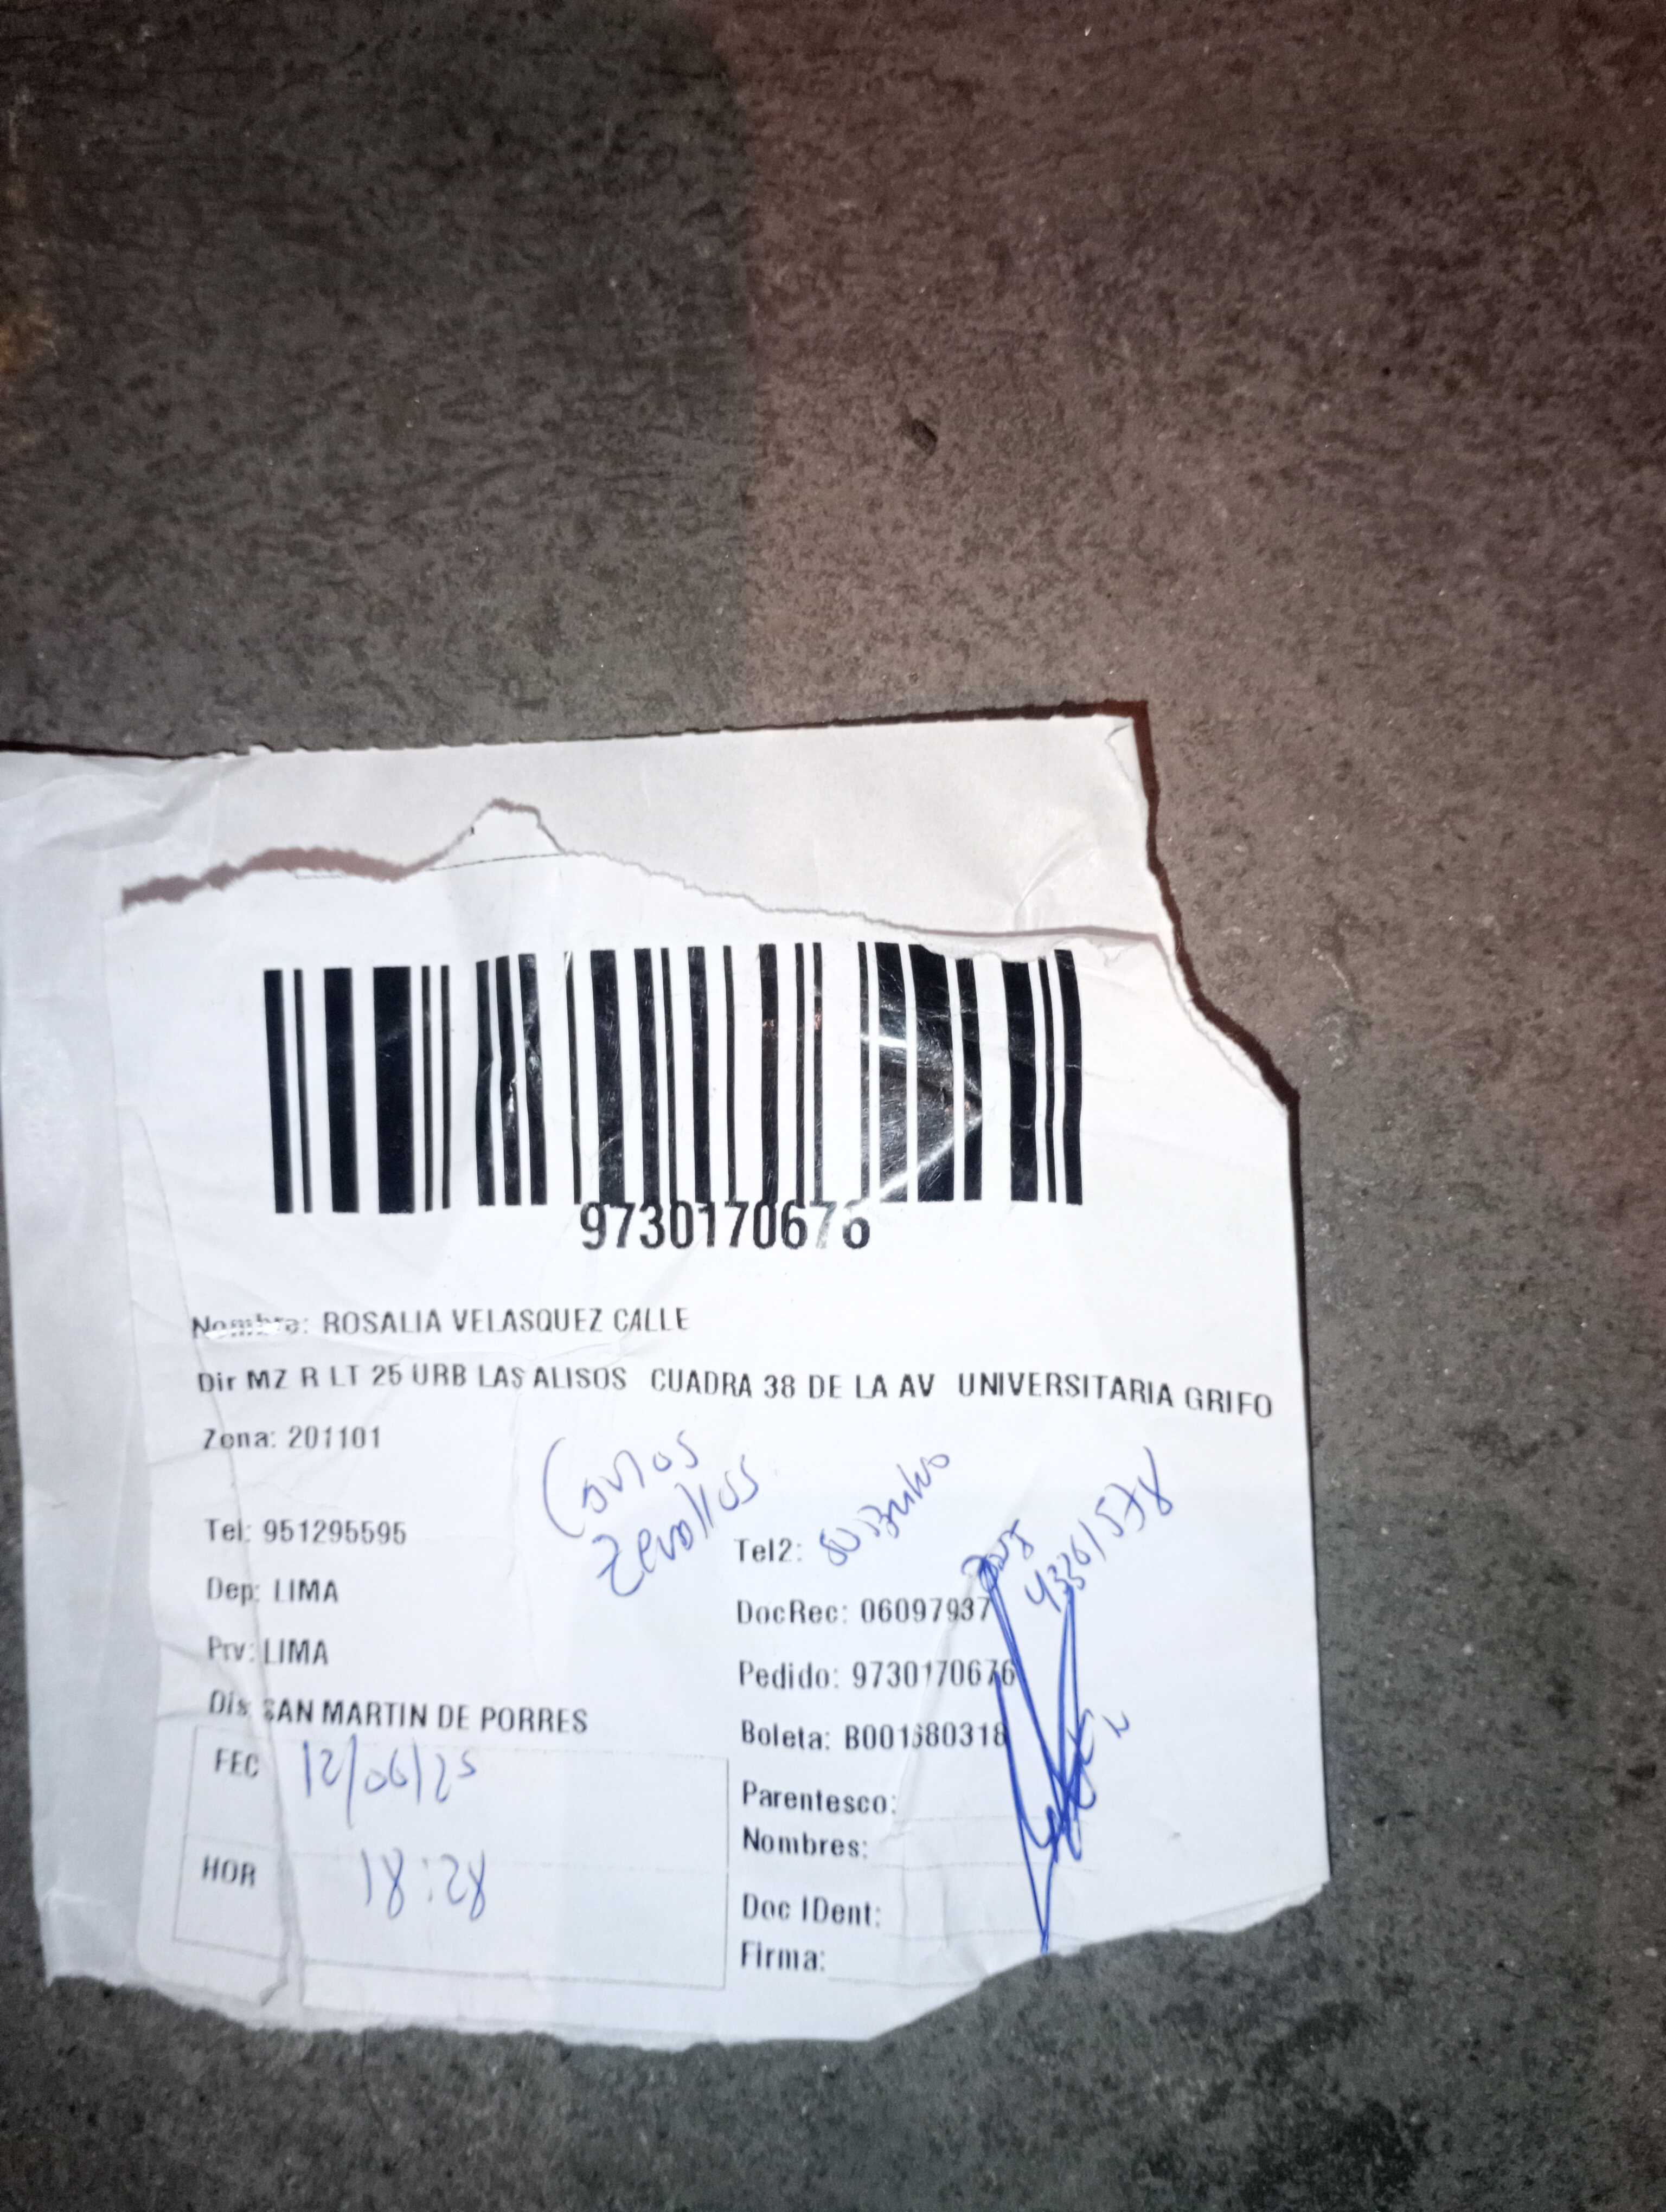 9730170676
Nombre: ROSALIA VELASQUEZ CALLE
Dir MZ R LT 25 URB LAS ALISOS CUADRA 38 DE LA AV UNIVERSITARIA GRIFO
Zona: 201101
Carlos
Zevallos
Tel: 951295595
Tel2:
43361578
Dep: LIMA
DocRec: 06097937
Prv: LIMA
Pedido: 9730170676
Dis SAN MARTIN DE PORRES
Boleta: B001680318
FEC 12/06/25
Parentesco:
Nombres:
HOR 18:28
Doc IDent:
Firma: